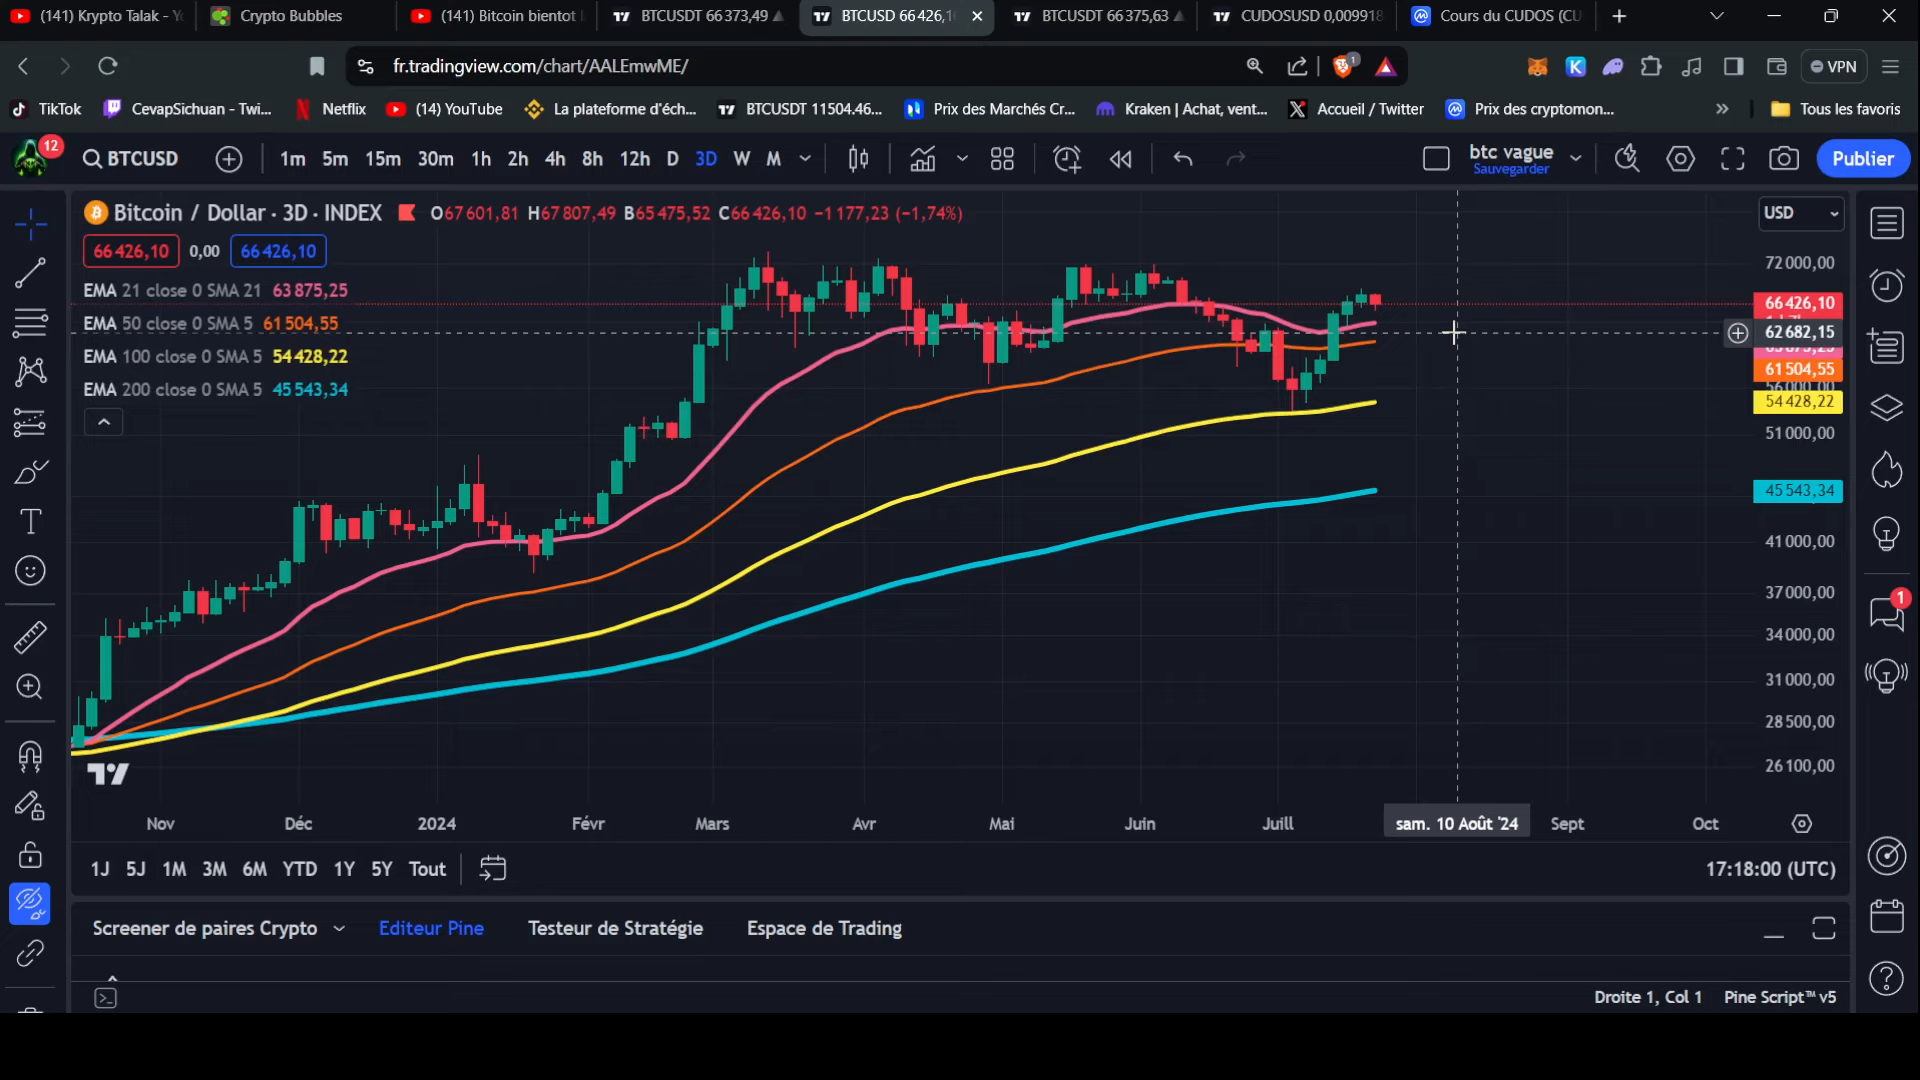 (141) Krypto Talak - Y
Crypto Bubbles
(141) Bitcoin bientot
BTCUSDT 66 373,49
BTCUSD 66 426,1
BTCUSDT 66 375,63
CUDOSUSD 0,009918
Cours du CUDOS (CU
fr.tradingview.com/chart/AALEmwME/
1
VPN
TikTok
CevapSichuan - Twi...
Netflix
(14) YouTube
La plateforme d'éch...
BTCUSDT 11504.46...
Prix des Marchés Cr...
Kraken | Achat, vent...
Accueil / Twitter
Prix des cryptomon...
Tous les favoris
12
BTCUSD
1m 5m 15m 30m 1h 2h 4h 8h 12h D 3D W M
btc vague
Sauvegarder
Publier
Bitcoin / Dollar · 3D · INDEX
O67 601,81 H67 807,49 B65 475,52 C66 426,10 −1 177,23 (−1,74%)
USD
66 426,10 0,00 66 426,10
EMA 21 close 0 SMA 21 63 875,25
EMA 50 close 0 SMA 5 61 504,55
EMA 100 close 0 SMA 5 54 428,22
EMA 200 close 0 SMA 5 45 543,34
72 000,00
66 426,10
62 682,15
61 504,55
54 428,22
51 000,00
45 543,34
41 000,00
37 000,00
34 000,00
31 000,00
28 500,00
26 100,00
1
Nov Déc 2024 Févr Mars Avr Mai Juin Juill sam. 10 Août '24 Sept Oct
1J 5J 1M 3M 6M YTD 1Y 5Y Tout
17:18:00 (UTC)
Screener de paires Crypto
Editeur Pine
Testeur de Stratégie
Espace de Trading
Droite 1, Col 1
Pine Script™ v5